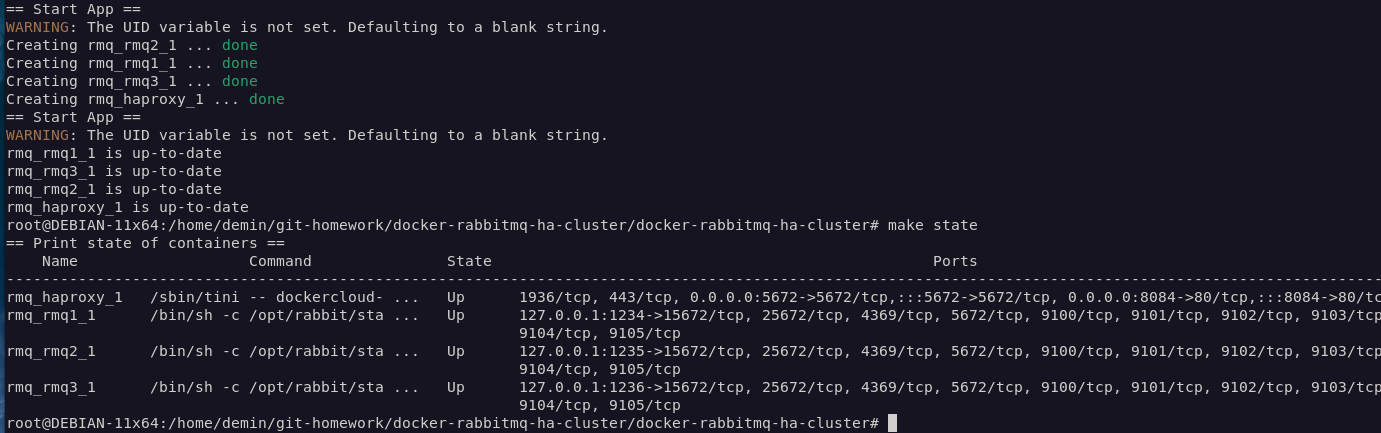 == Start App ==
WARNING: The UID variable is not set. Defaulting to a blank string.
Creating rmq_rmq2_1 ... done
Creating rmq_rmq1_1 ... done
Creating rmq_rmq3_1 ... done
Creating rmq_haproxy_1 ... done
== Start App ==
WARNING: The UID variable is not set. Defaulting to a blank string.
rmq_rmq1_1 is up-to-date
rmq_rmq3_1 is up-to-date
rmq_rmq2_1 is up-to-date
rmq_haproxy_1 is up-to-date
root@DEBIAN-11x64:/home/demin/git-homework/docker-rabbitmq-ha-cluster/docker-rabbitmq-ha-cluster# make state
== Print state of containers ==
Name Command State Ports
--------------------------------------------------------------------------------------------------------------------------------------------------------
rmq_haproxy_1 /sbin/tini -- dockercloud- ... Up 1936/tcp, 443/tcp, 0.0.0.0:5672->5672/tcp,:::5672->5672/tcp, 0.0.0.0:8084->80/tcp,:::8084->80/tc
rmq_rmq1_1 /bin/sh -c /opt/rabbit/sta ... Up 127.0.0.1:1234->15672/tcp, 25672/tcp, 4369/tcp, 5672/tcp, 9100/tcp, 9101/tcp, 9102/tcp, 9103/tcp
9104/tcp, 9105/tcp
rmq_rmq2_1 /bin/sh -c /opt/rabbit/sta ... Up 127.0.0.1:1235->15672/tcp, 25672/tcp, 4369/tcp, 5672/tcp, 9100/tcp, 9101/tcp, 9102/tcp, 9103/tcp
9104/tcp, 9105/tcp
rmq_rmq3_1 /bin/sh -c /opt/rabbit/sta ... Up 127.0.0.1:1236->15672/tcp, 25672/tcp, 4369/tcp, 5672/tcp, 9100/tcp, 9101/tcp, 9102/tcp, 9103/tcp
9104/tcp, 9105/tcp
root@DEBIAN-11x64:/home/demin/git-homework/docker-rabbitmq-ha-cluster/docker-rabbitmq-ha-cluster#